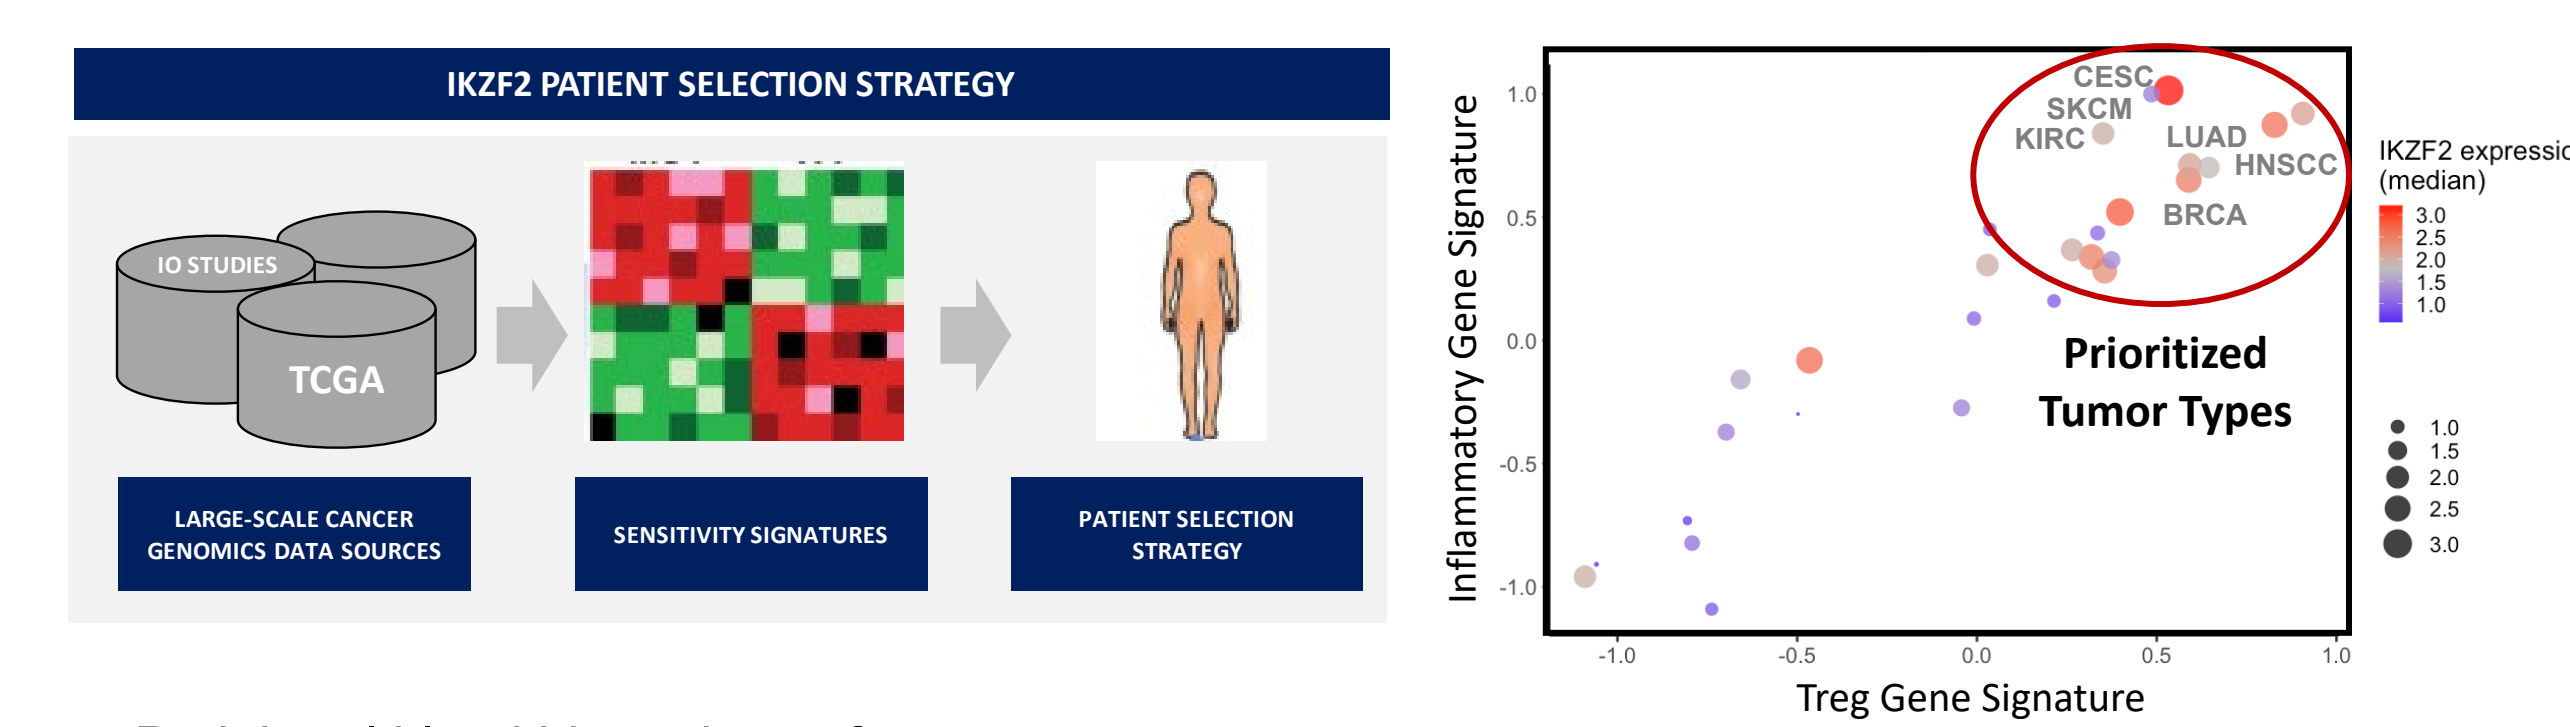 IKZF2 PATIENT SELECTION STRATEGY
IO STUDIES
TCGA
LARGE-SCALE CANCER
GENOMICS DATA SOURCES
SENSITIVITY SIGNATURES
PATIENT SELECTION
STRATEGY
Inflammatory Gene Signature
1.0
0.5
0.0
-0.5
-1.0
CESC
SKCM
KIRC
LUAD
HNSCC
BRCA
Prioritized
Tumor Types
-1.0
-0.5
0.0
0.5
1.0
Treg Gene Signature
IKZF2 expressio
(median)
3.0
2.5
2.0
1.5
1.0
1.0
1.5
2.0
2.5
3.0